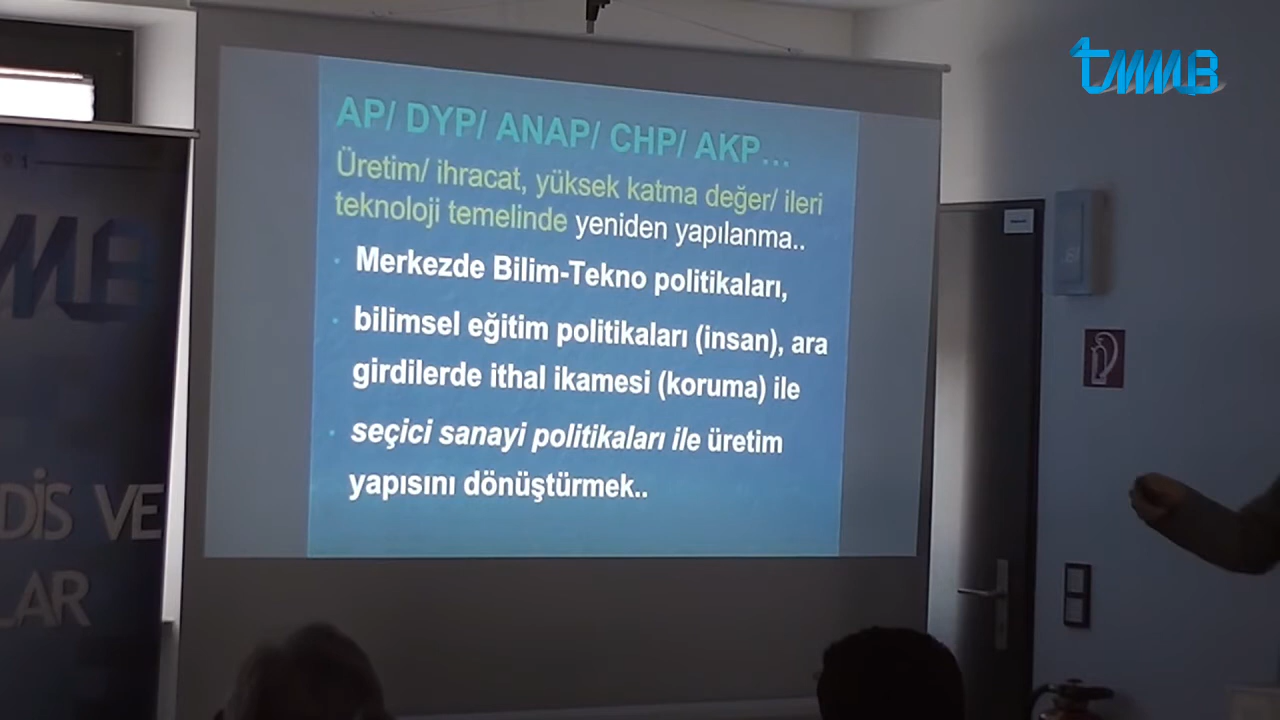 tmmB
AP/ DYP/ ANAP/ CHP/ AKP...
Üretim/ ihracat, yüksek katma değer/ ileri
teknoloji temelinde yeniden yapılanma..
Merkezde Bilim-Tekno politikaları,
bilimsel eğitim politikaları (insan), ara
girdilerde ithal ikamesi (koruma) ile
seçici sanayi politikaları ile üretim
yapısını dönüştürmek..
DİS VE
LAR